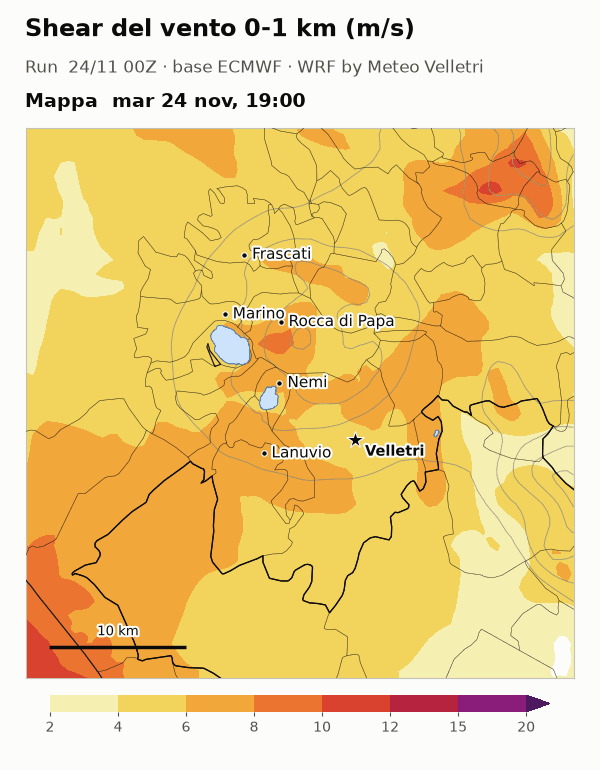 Shear del vento 0-1 km (m/s)
Run  24/11 00Z · base ECMWF · WRF by Meteo Velletri
Mappa  mar 24 nov, 19:00
Frascati
Marino
Rocca di Papa
Nemi
Velletri
Lanuvio
10 km
2 4 6 8 10 12 15 20